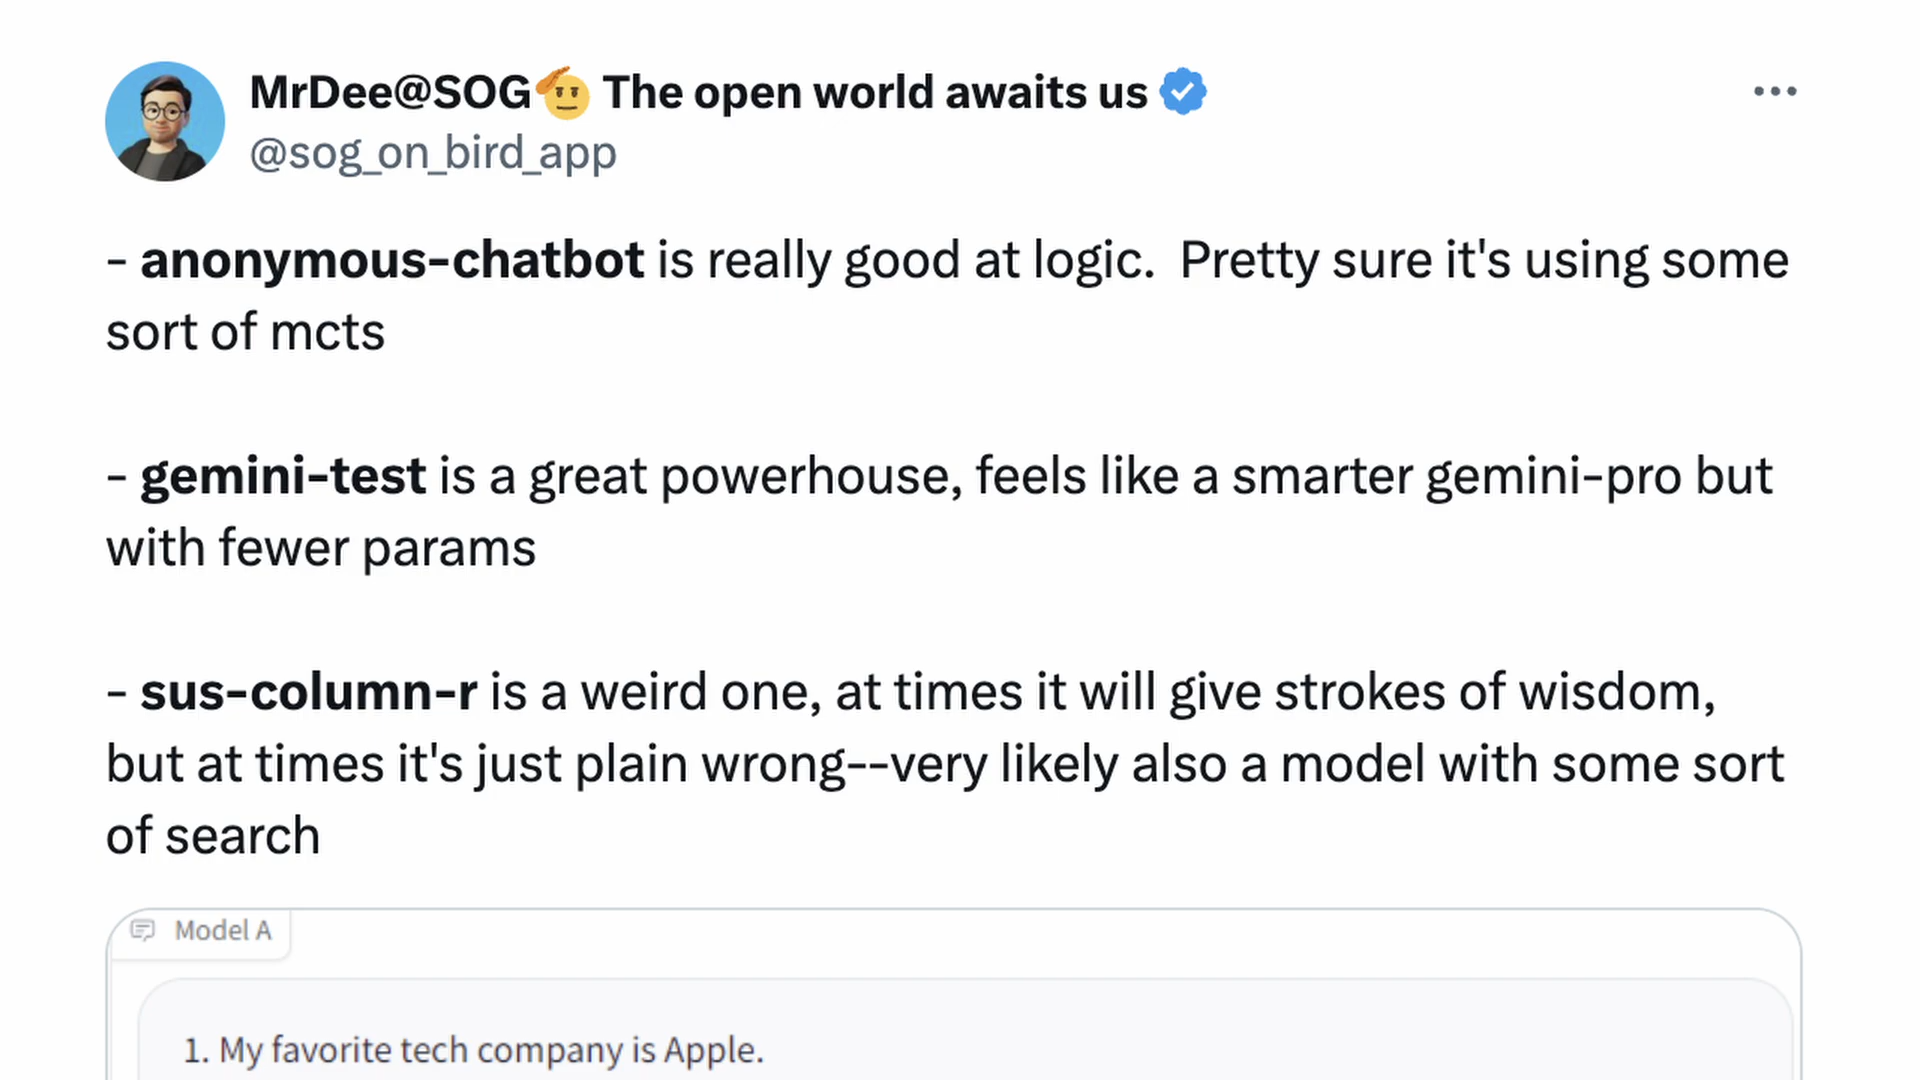 MrDee@SOG🫡 The open world awaits us
@sog_on_bird_app
- anonymous-chatbot is really good at logic.  Pretty sure it's using some
sort of mcts
- gemini-test is a great powerhouse, feels like a smarter gemini-pro but
with fewer params
- sus-column-r is a weird one, at times it will give strokes of wisdom,
but at times it's just plain wrong--very likely also a model with some sort
of search
Model A
1. My favorite tech company is Apple.